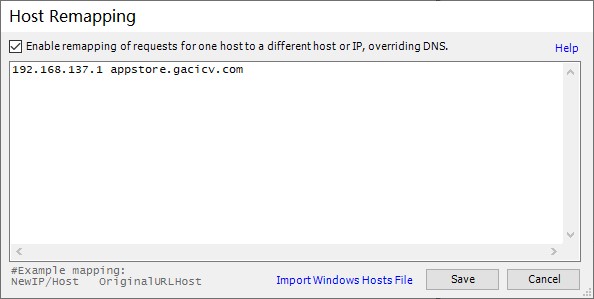 Host Remapping
Enable remapping of requests for one host to a different host or IP, overriding DNS.
Help
192.168.137.1 appstore.gacicv.com
#Example mapping:
NewIP/Host OriginalURLHost
Import Windows Hosts File
Save
Cancel